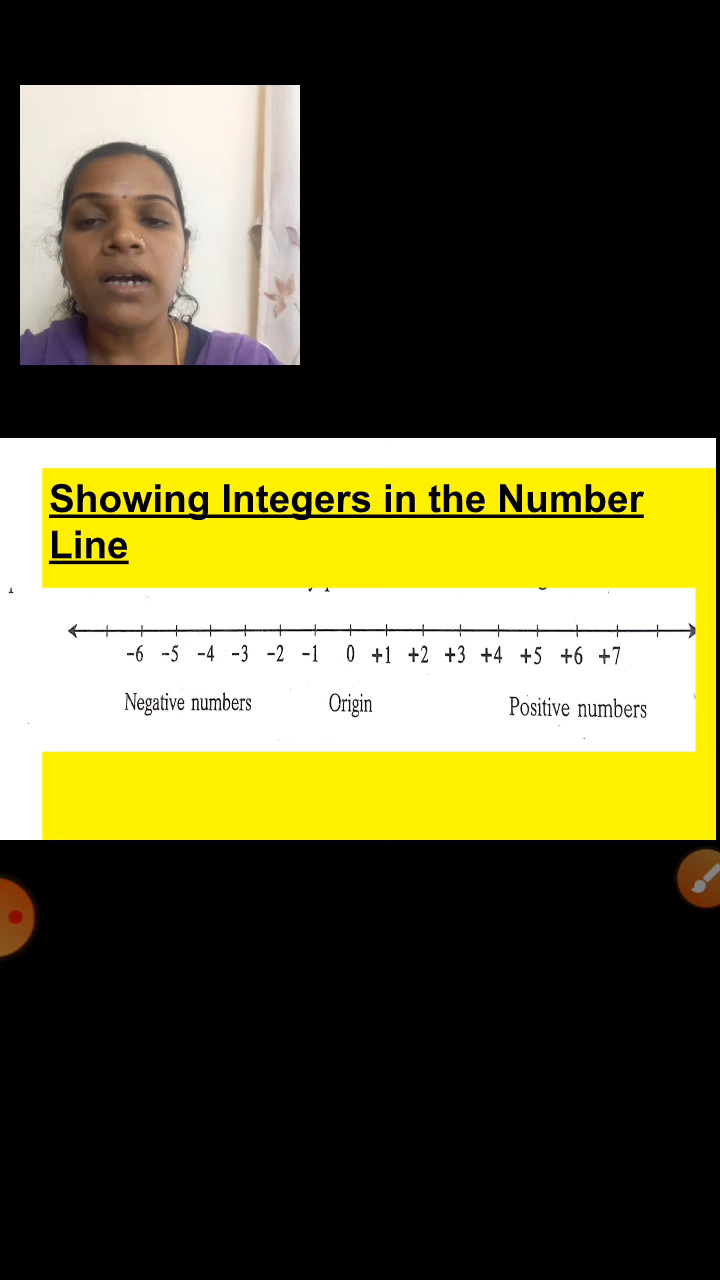 Showing Integers in the Number
Line
-6 -5 -4 -3 -2 -1 0 +1 +2 +3 +4 +5 +6 +7
Negative numbers Origin Positive numbers